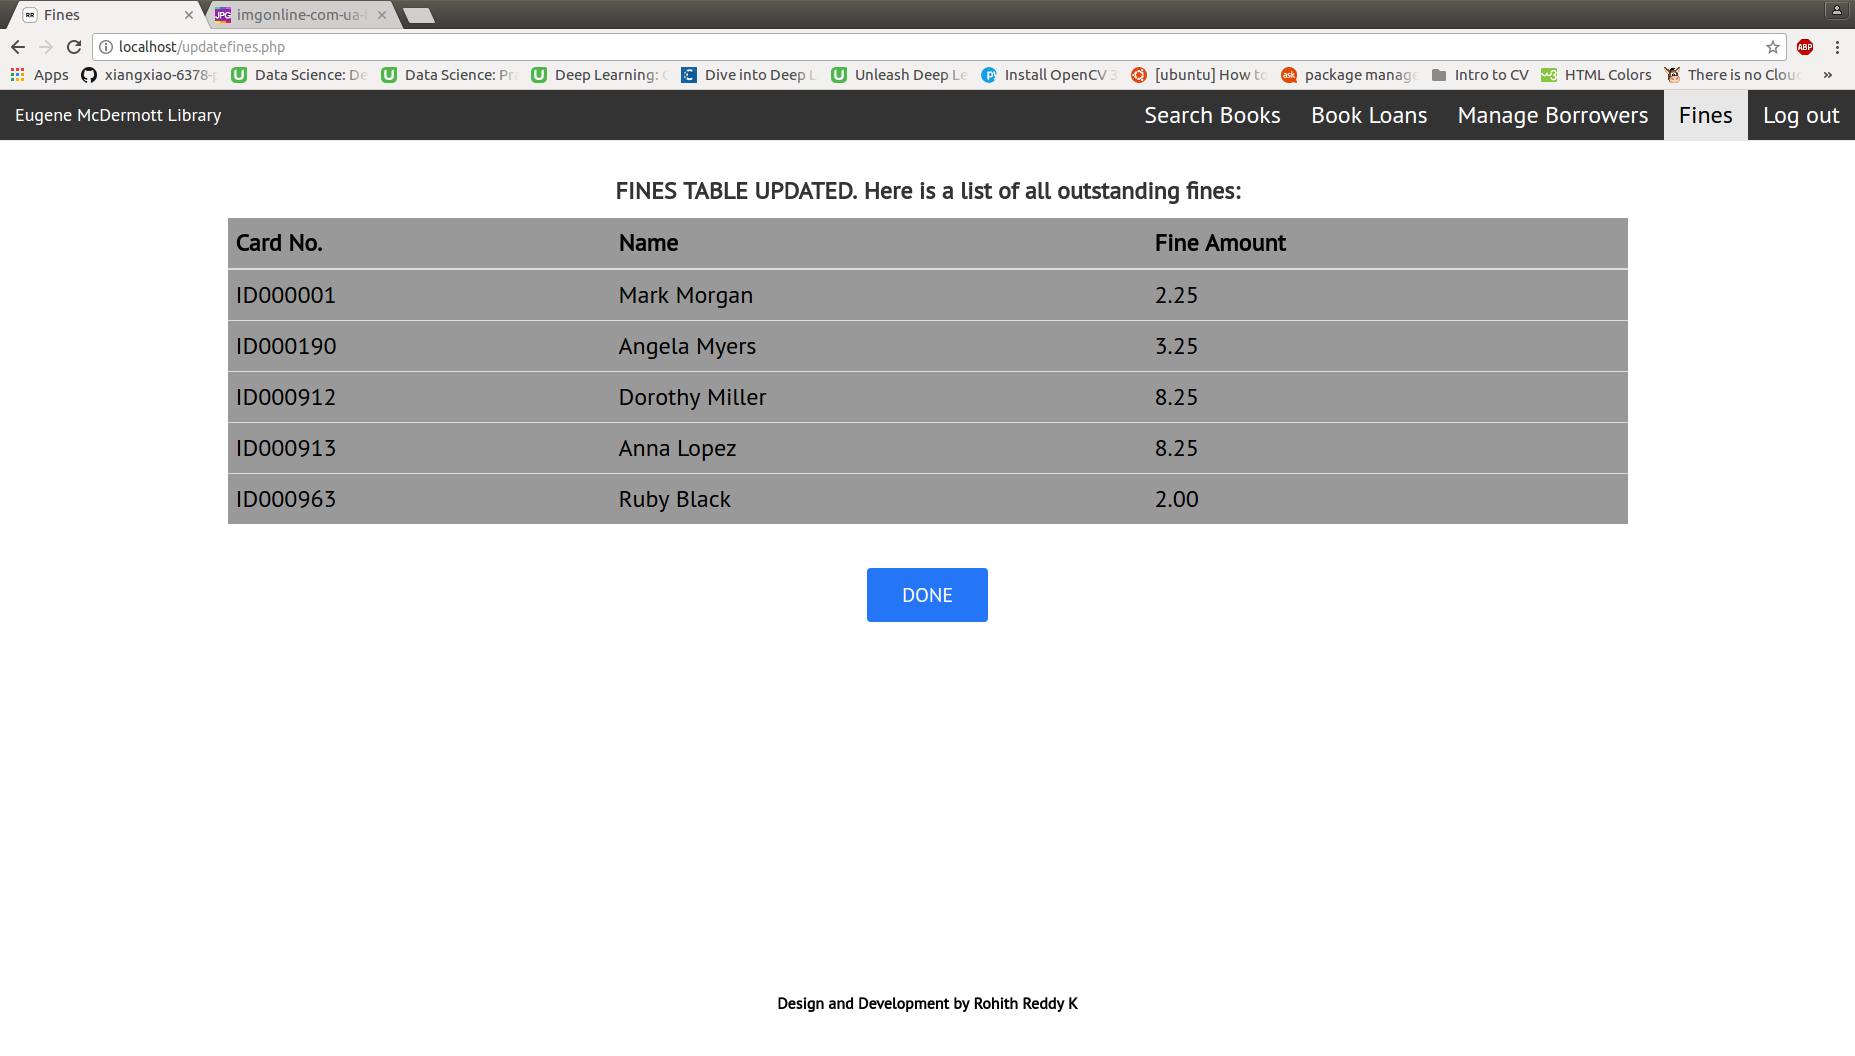 Fines
imgonline-com-ua-
localhost/updatefines.php
Apps xiangxiao-6378- Data Science: De Data Science: Pr Deep Learning: Dive into Deep L Unleash Deep Le Install OpenCV 3 [ubuntu] How to package manage Intro to CV HTML Colors There is no Clou »
Eugene McDermott Library Search Books Book Loans Manage Borrowers Fines Log out
FINES TABLE UPDATED. Here is a list of all outstanding fines:
Card No. Name Fine Amount
ID000001 Mark Morgan 2.25
ID000190 Angela Myers 3.25
ID000912 Dorothy Miller 8.25
ID000913 Anna Lopez 8.25
ID000963 Ruby Black 2.00
DONE
Design and Development by Rohith Reddy K